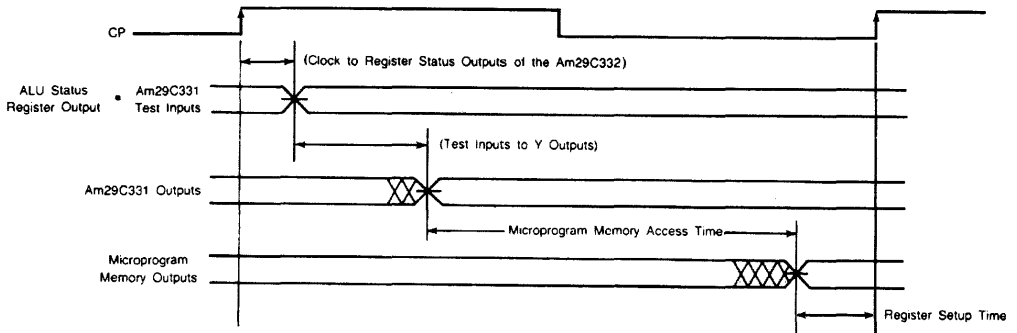 CP
(Clock to Register Status Outputs of the Am29C332)
ALU Status Register Output = Am29C331 Test Inputs
(Test Inputs to Y Outputs)
Am29C331 Outputs
Microprogram Memory Access Time
Microprogram
Memory Outputs
Register Setup Time